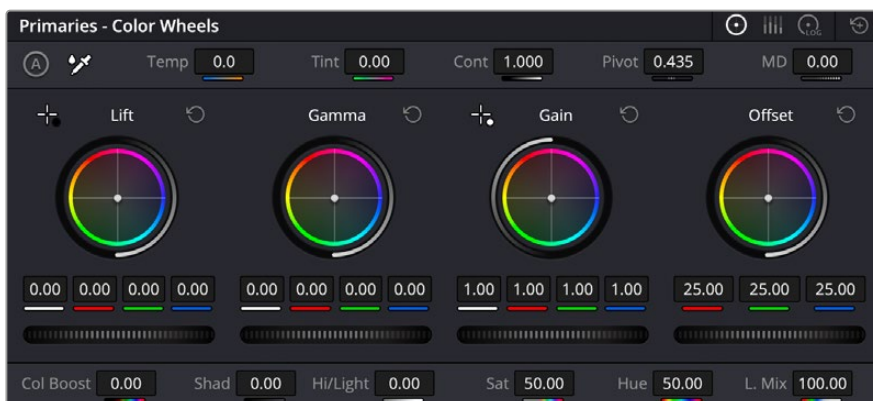 Primaries - Color Wheels
LOG
A Temp 0.0 Tint 0.00 Cont 1.000 Pivot 0.435 MD 0.00
Lift Gamma Gain Offset
0.00 0.00 0.00 0.00 0.00 0.00 0.00 0.00 1.00 1.00 1.00 1.00 25.00 25.00 25.00
Col Boost 0.00 Shad 0.00 Hi/Light 0.00 Sat 50.00 Hue 50.00 L. Mix 100.00